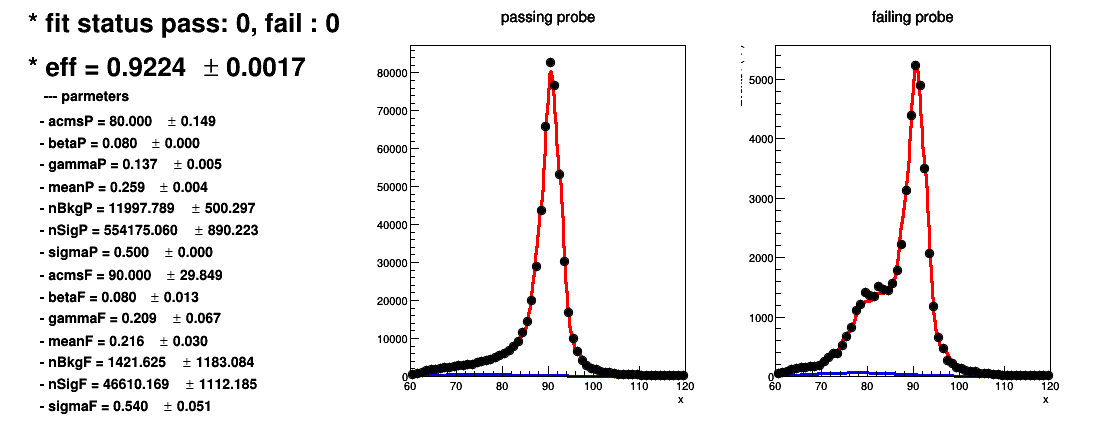 * fit status pass: 0, fail : 0
* eff = 0.9224 ± 0.0017
--- parmeters
- acmsP = 80.000 ± 0.149
- betaP = 0.080 ± 0.000
- gammaP = 0.137 ± 0.005
- meanP = 0.259 ± 0.004
- nBkgP = 11997.789 ± 500.297
- nSigP = 554175.060 ± 890.223
- sigmaP = 0.500 ± 0.000
- acmsF = 90.000 ± 29.849
- betaF = 0.080 ± 0.013
- gammaF = 0.209 ± 0.067
- meanF = 0.216 ± 0.030
- nBkgF = 1421.625 ± 1183.084
- nSigF = 46610.169 ± 1112.185
- sigmaF = 0.540 ± 0.051
passing probe
80000
70000
60000
50000
40000
30000
20000
10000
0
60 70 80 90 100 110 120
x
failing probe
5000
4000
3000
2000
1000
0
60 70 80 90 100 110 120
x